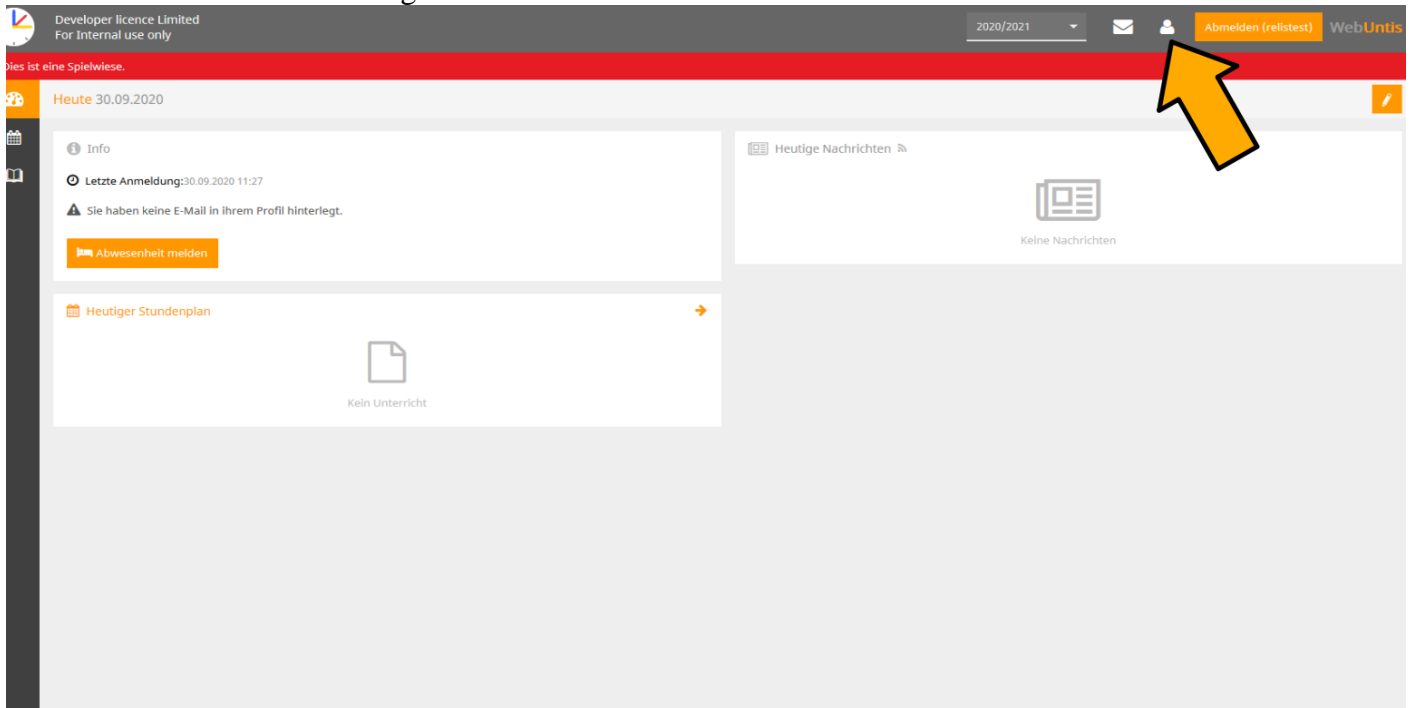 Developer licence Limited
For Internal use only
2020/2021
Abmelden (relistest)
WebUntis
Dies ist eine Spielwiese.
Heute 30.09.2020
Info
Letzte Anmeldung:30.09.2020 11:27
Sie haben keine E-Mail in ihrem Profil hinterlegt.
Abwesenheit melden
Heutige Nachrichten
Keine Nachrichten
Heutiger Stundenplan
Kein Unterricht